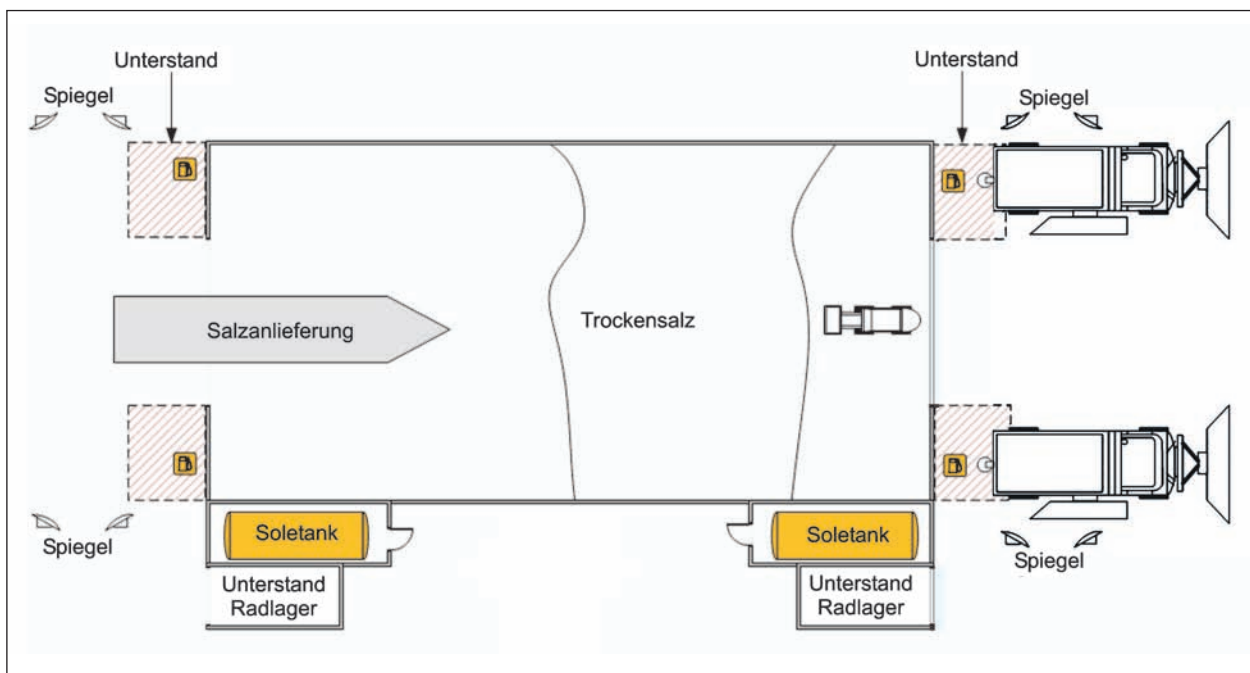 Unterstand
Unterstand
Spiegel
Spiegel
Salzanlieferung
Trockensalz
Soletank
Soletank
Spiegel
Spiegel
Unterstand
Radlager
Unterstand
Radlager